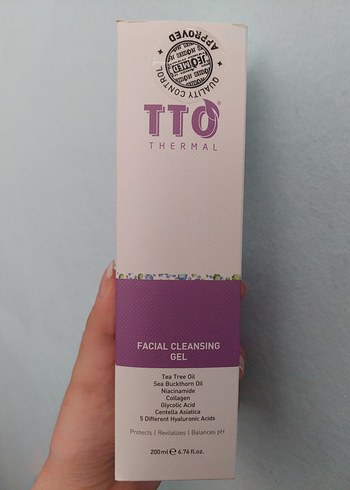 QUALITY CONTROL
APPROVED
TTO®
THERMAL
FACIAL CLEANSING
GEL
Tea Tree Oil
Sea Buckthorn Oil
Niacinamide
Collagen
Glycolic Acid
Centella Asiatica
5 Different Hyaluronic Acids
Protects | Revitalizes | Balances pH
200 ml ℮ 6.76 fl.oz.